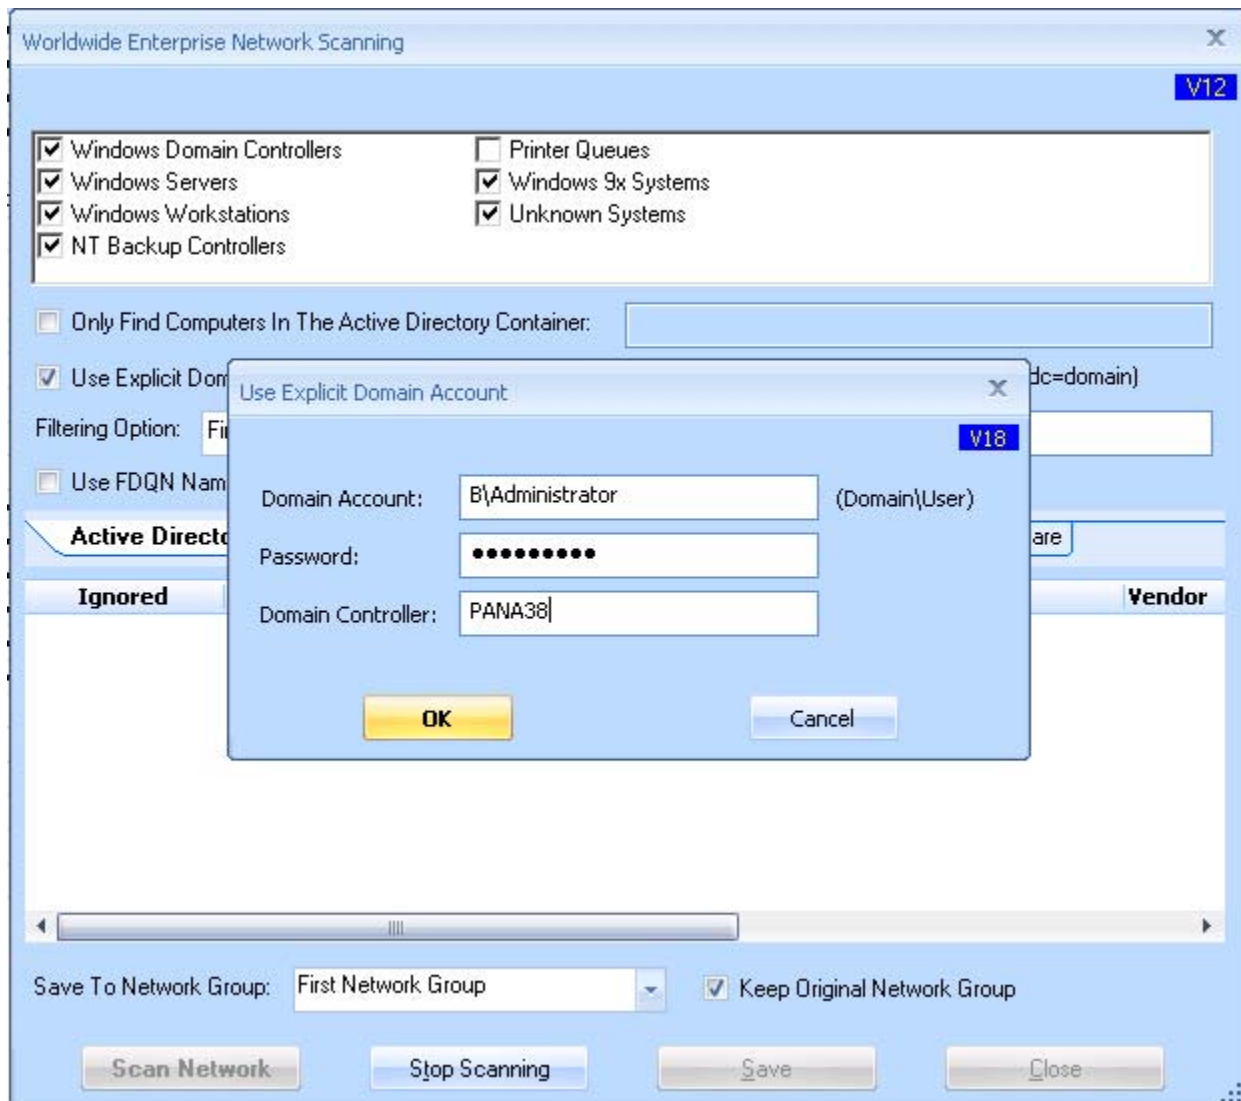 Worldwide Enterprise Network Scanning
V12
Windows Domain Controllers
Printer Queues
Windows Servers
Windows 9x Systems
Windows Workstations
Unknown Systems
NT Backup Controllers
Only Find Computers In The Active Directory Container:
Use Explicit Dom
dc=domain)
Filtering Option:
Use FDQN Nam
Use Explicit Domain Account
V18
Domain Account: B\Administrator (Domain\User)
Password: •••••••••
Domain Controller: PANA38
OK Cancel
Active Directo
are
Ignored
Vendor
Save To Network Group: First Network Group Keep Original Network Group
Scan Network Stop Scanning Save Close